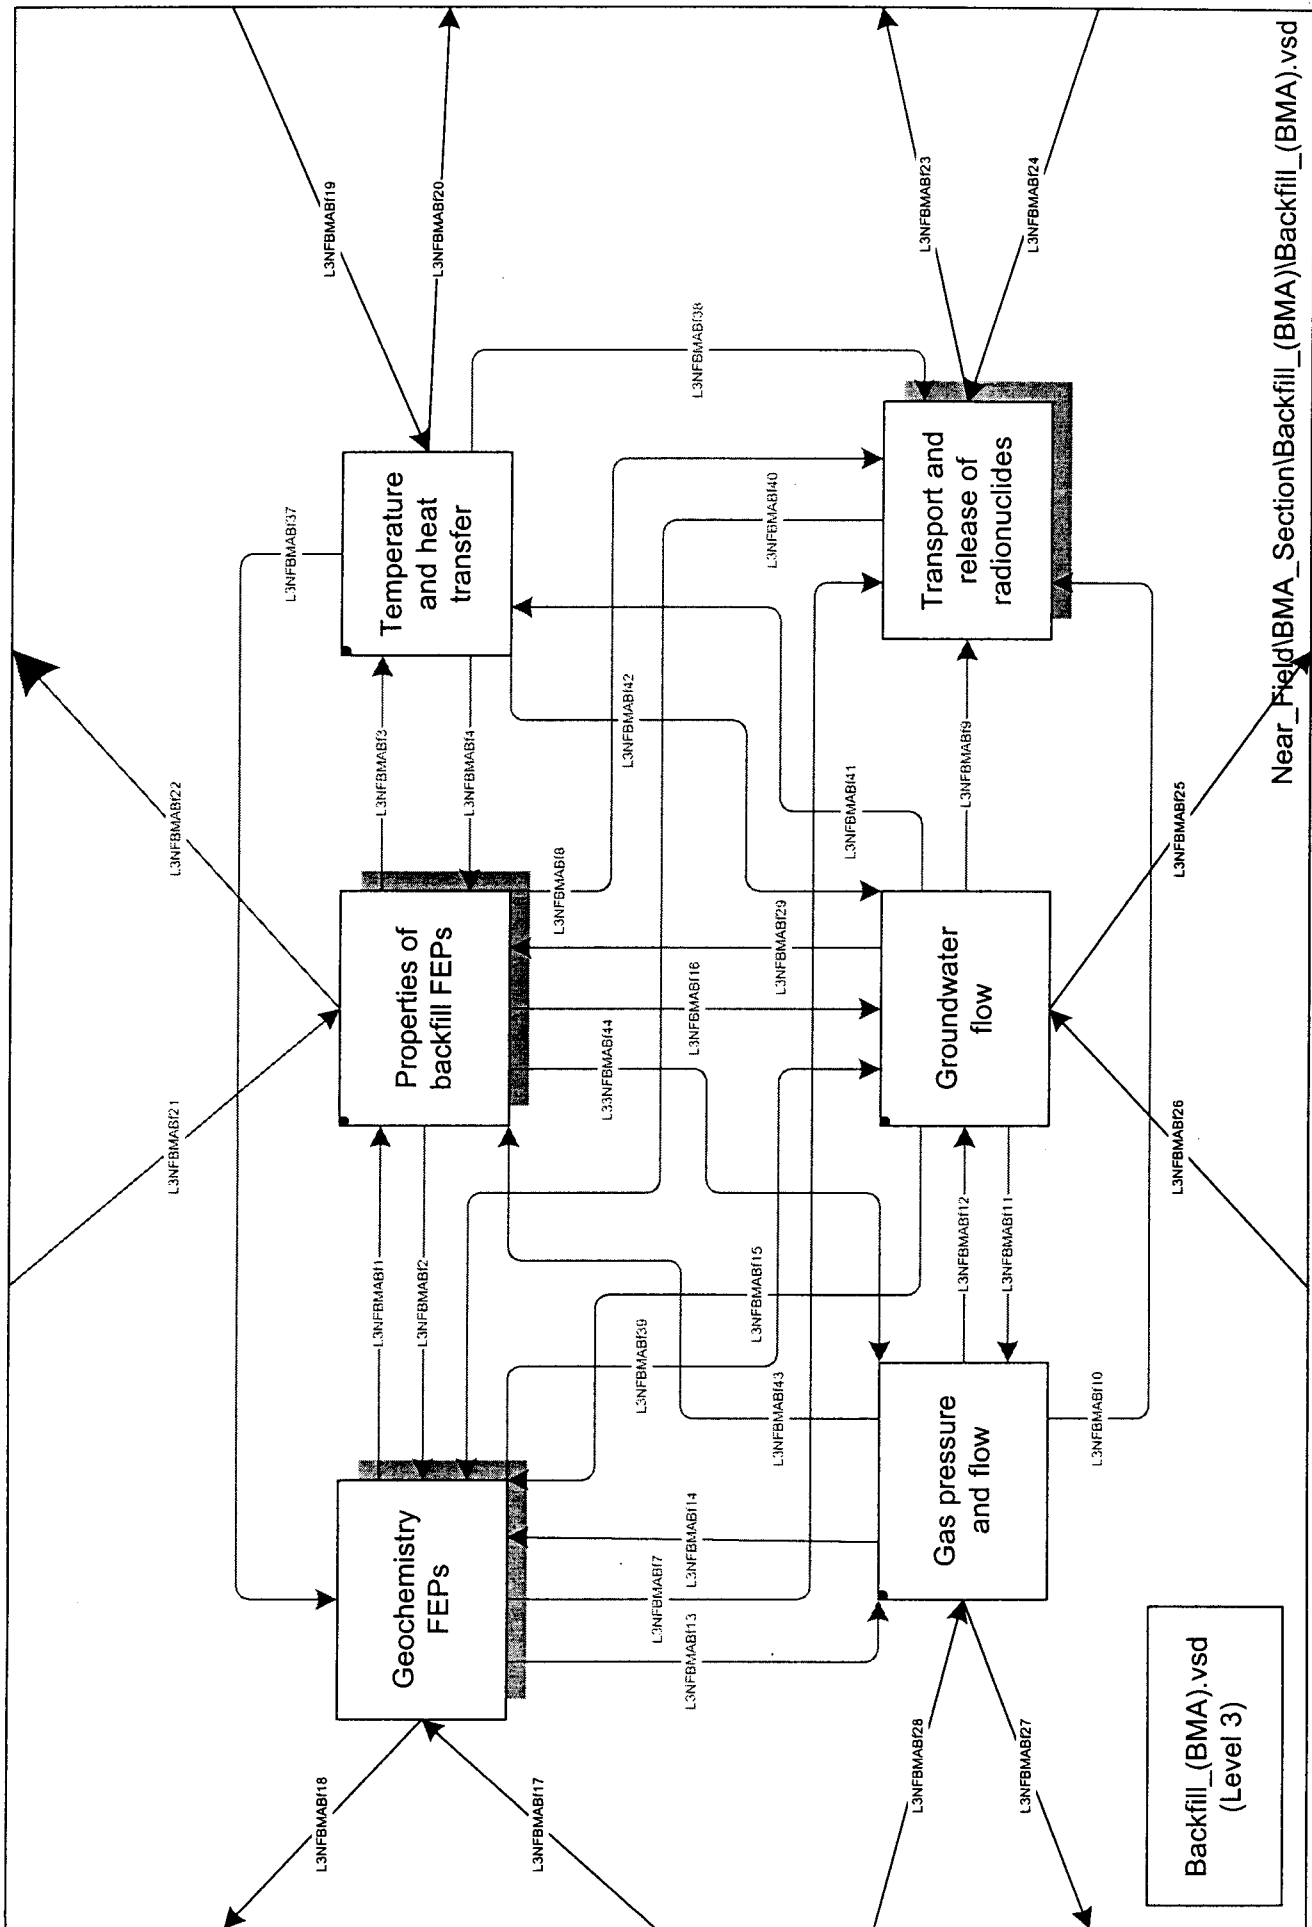 L3NFBMABf18
L3NFBMABf17
L3NFBMABf21
L3NFBMABf22
L3NFBMABf37
L3NFBMABf19
L3NFBMABf20
Geochemistry
FEPs
L3NFBMABf1
L3NFBMABf2
Properties of
backfill FEPs
L3NFBMABf3
L3NFBMABf4
Temperature
and heat
transfer
L3NFBMABf38
L3NFBMABf13
L3NFBMABf7
L3NFBMABf14
L3NFBMABf39
L3NFBMABf43
L3NFBMABf15
L33NFBMABf44
L3NFBMABf16
L3NFBMABf29
L3NFBMABf8
L3NFBMABf41
L3NFBMABf42
L3NFBMABf40
L3NFBMABf28
L3NFBMABf27
Gas pressure
and flow
L3NFBMABf12
L3NFBMABf11
Groundwater
flow
L3NFBMABf9
Transport and
release of
radionuclides
L3NFBMABf23
L3NFBMABf24
L3NFBMABf10
L3NFBMABf26
L3NFBMABf25
Backfill_(BMA).vsd
(Level 3)
Near_Field\BMA_Section\Backfill_(BMA)\Backfill_(BMA).vsd